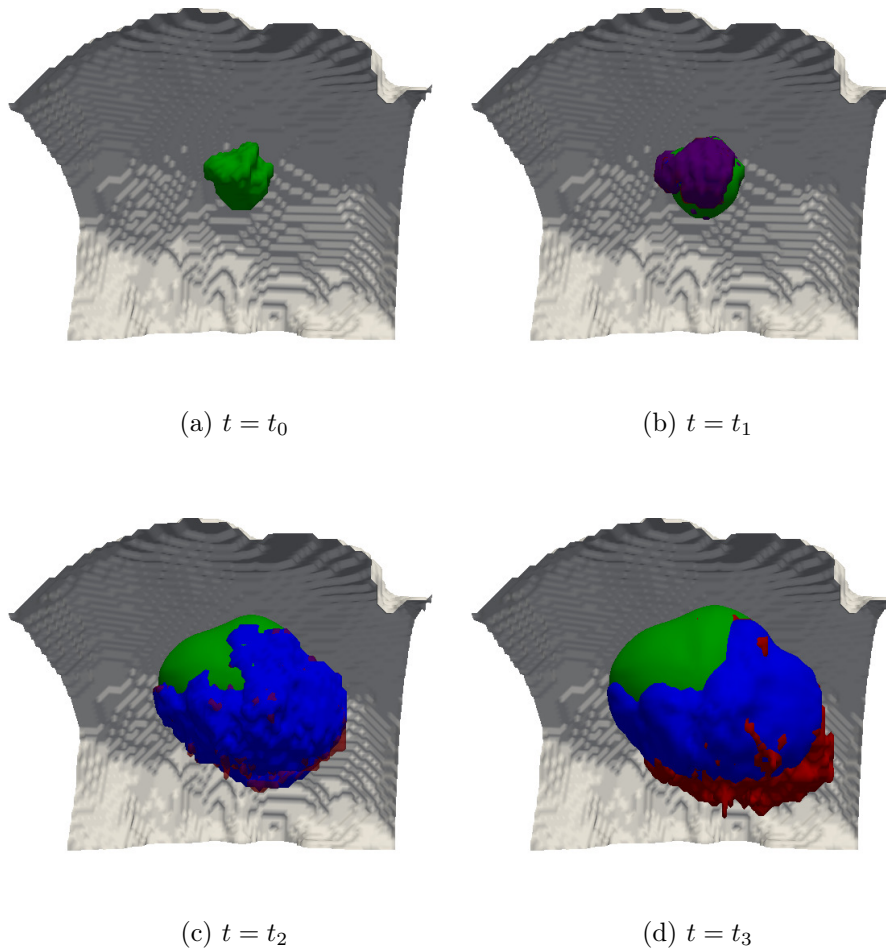 (a) t = t₀
(b) t = t₁
(c) t = t₂
(d) t = t₃